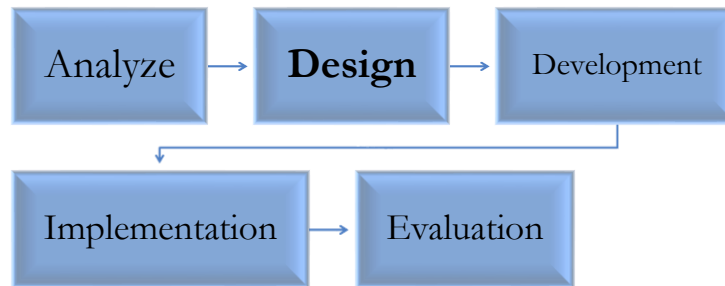 Analyze
Design
Development
Implementation
Evaluation